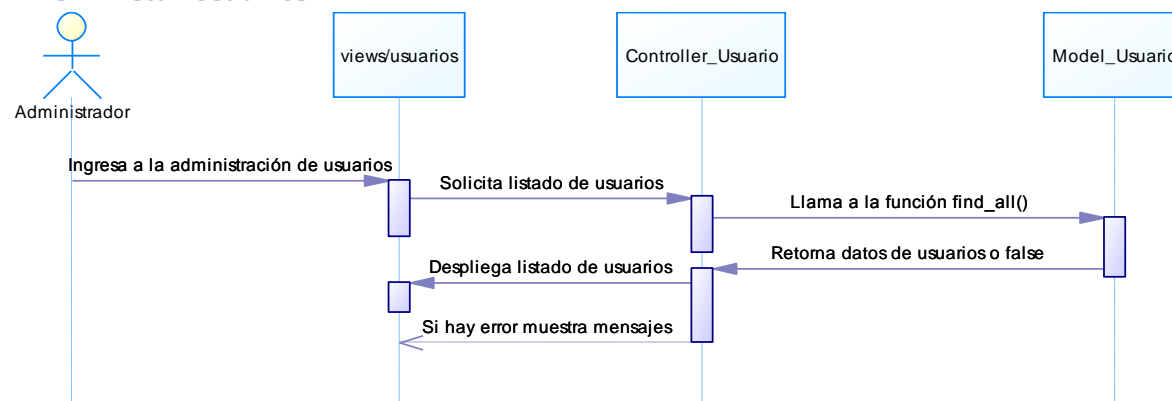 Administrador
views/usuarios
Controller_Usuario
Model_Usuario
Ingresa a la administración de usuarios
Solicita listado de usuarios
Llama a la función find_all()
Retorna datos de usuarios o false
Despliega listado de usuarios
Si hay error muestra mensajes